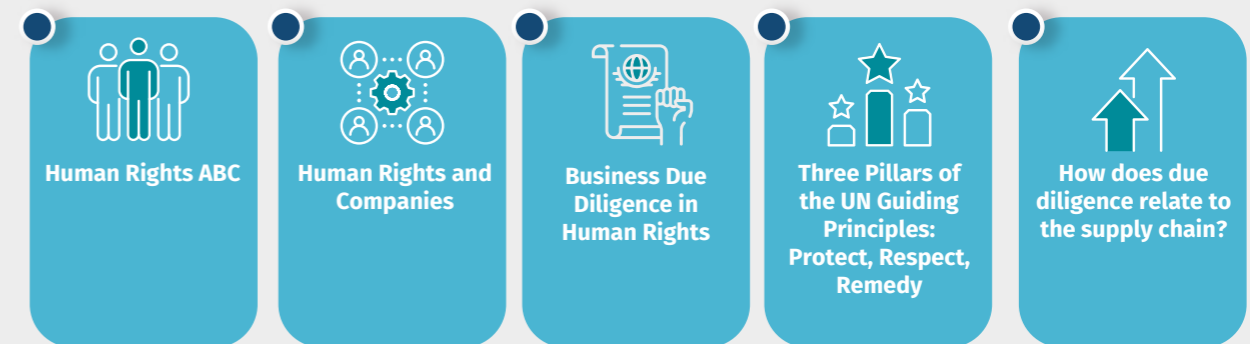 Human Rights ABC
Human Rights and
Companies
Business Due
Diligence in
Human Rights
Three Pillars of
the UN Guiding
Principles:
Protect, Respect,
Remedy
How does due
diligence relate to
the supply chain?